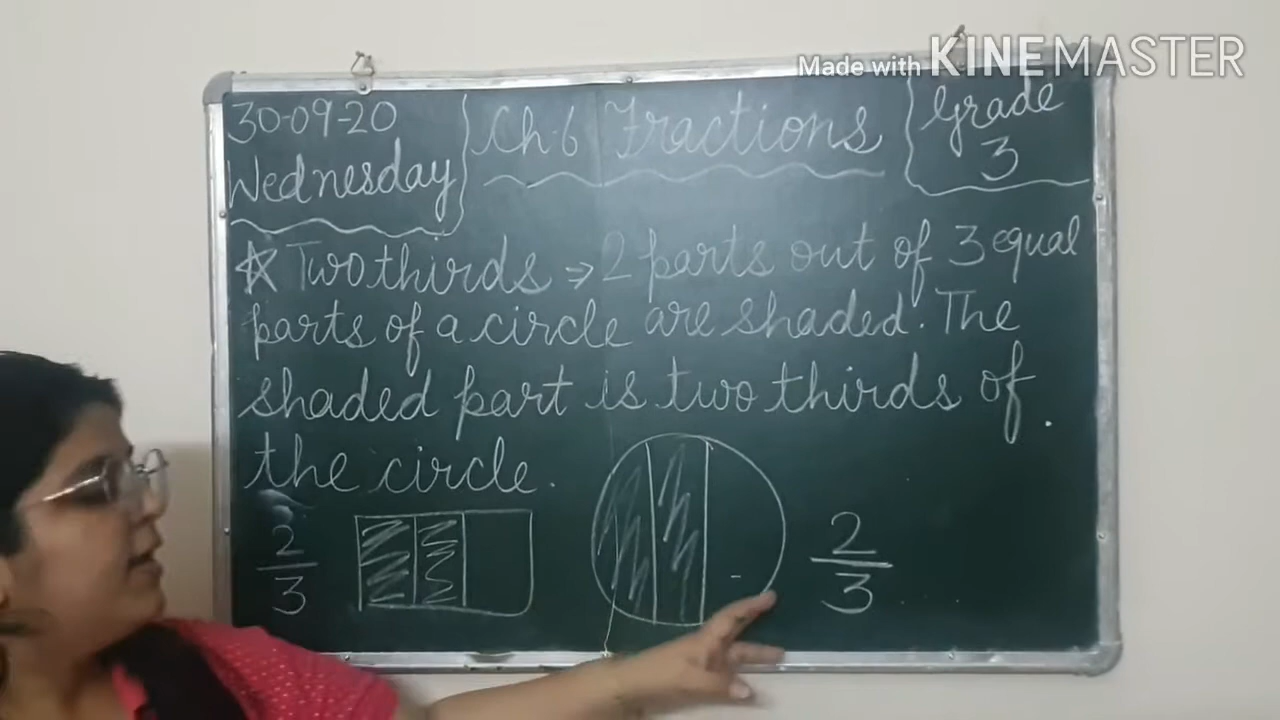 Made with KINEMASTER
30-09-20
Wednesday
Ch.6 Fractions
Grade
3
Two thirds ⇒ 2 parts out of 3 equal
parts of a circle are shaded. The
shaded part is two thirds of
the circle.
2
3
2
3